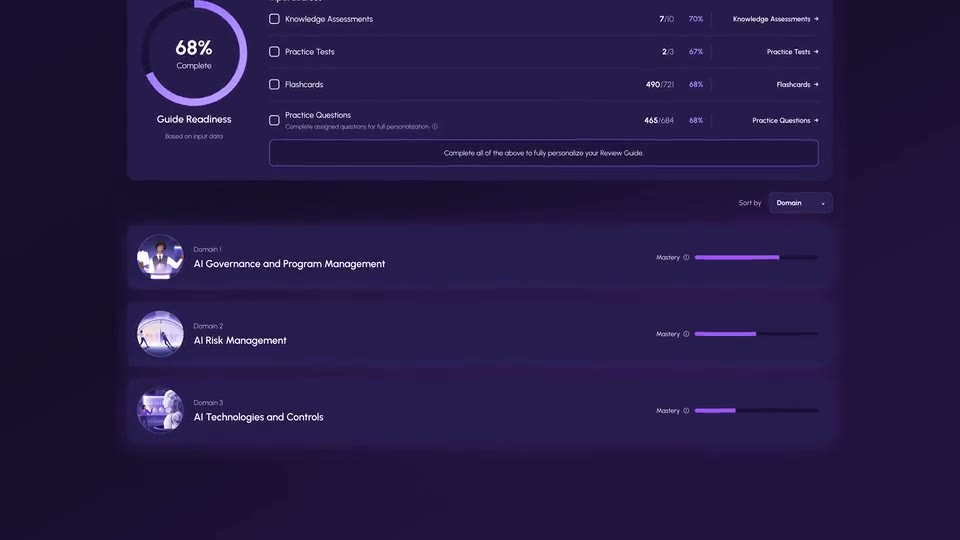 68%
Complete
Guide Readiness
Based on input data
Knowledge Assessments 7/10 70% Knowledge Assessments →
Practice Tests 2/3 67% Practice Tests →
Flashcards 490/721 68% Flashcards →
Practice Questions 465/684 68% Practice Questions →
Complete assigned questions for full personalization
Complete all of the above to fully personalize your Review Guide.
Sort by Domain
Domain 1
AI Governance and Program Management
Mastery
Domain 2
AI Risk Management
Mastery
Domain 3
AI Technologies and Controls
Mastery